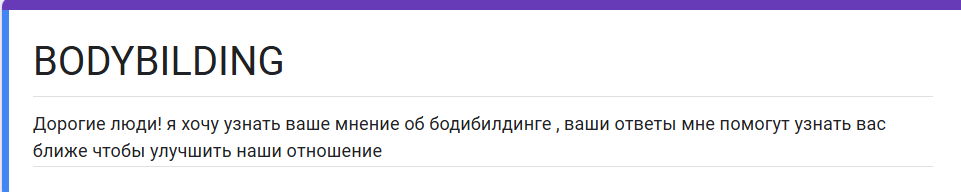 BODYBILDING
Дорогие люди! я хочу узнать ваше мнение об бодибилдинге , ваши ответы мне помогут узнать вас
ближе чтобы улучшить наши отношение